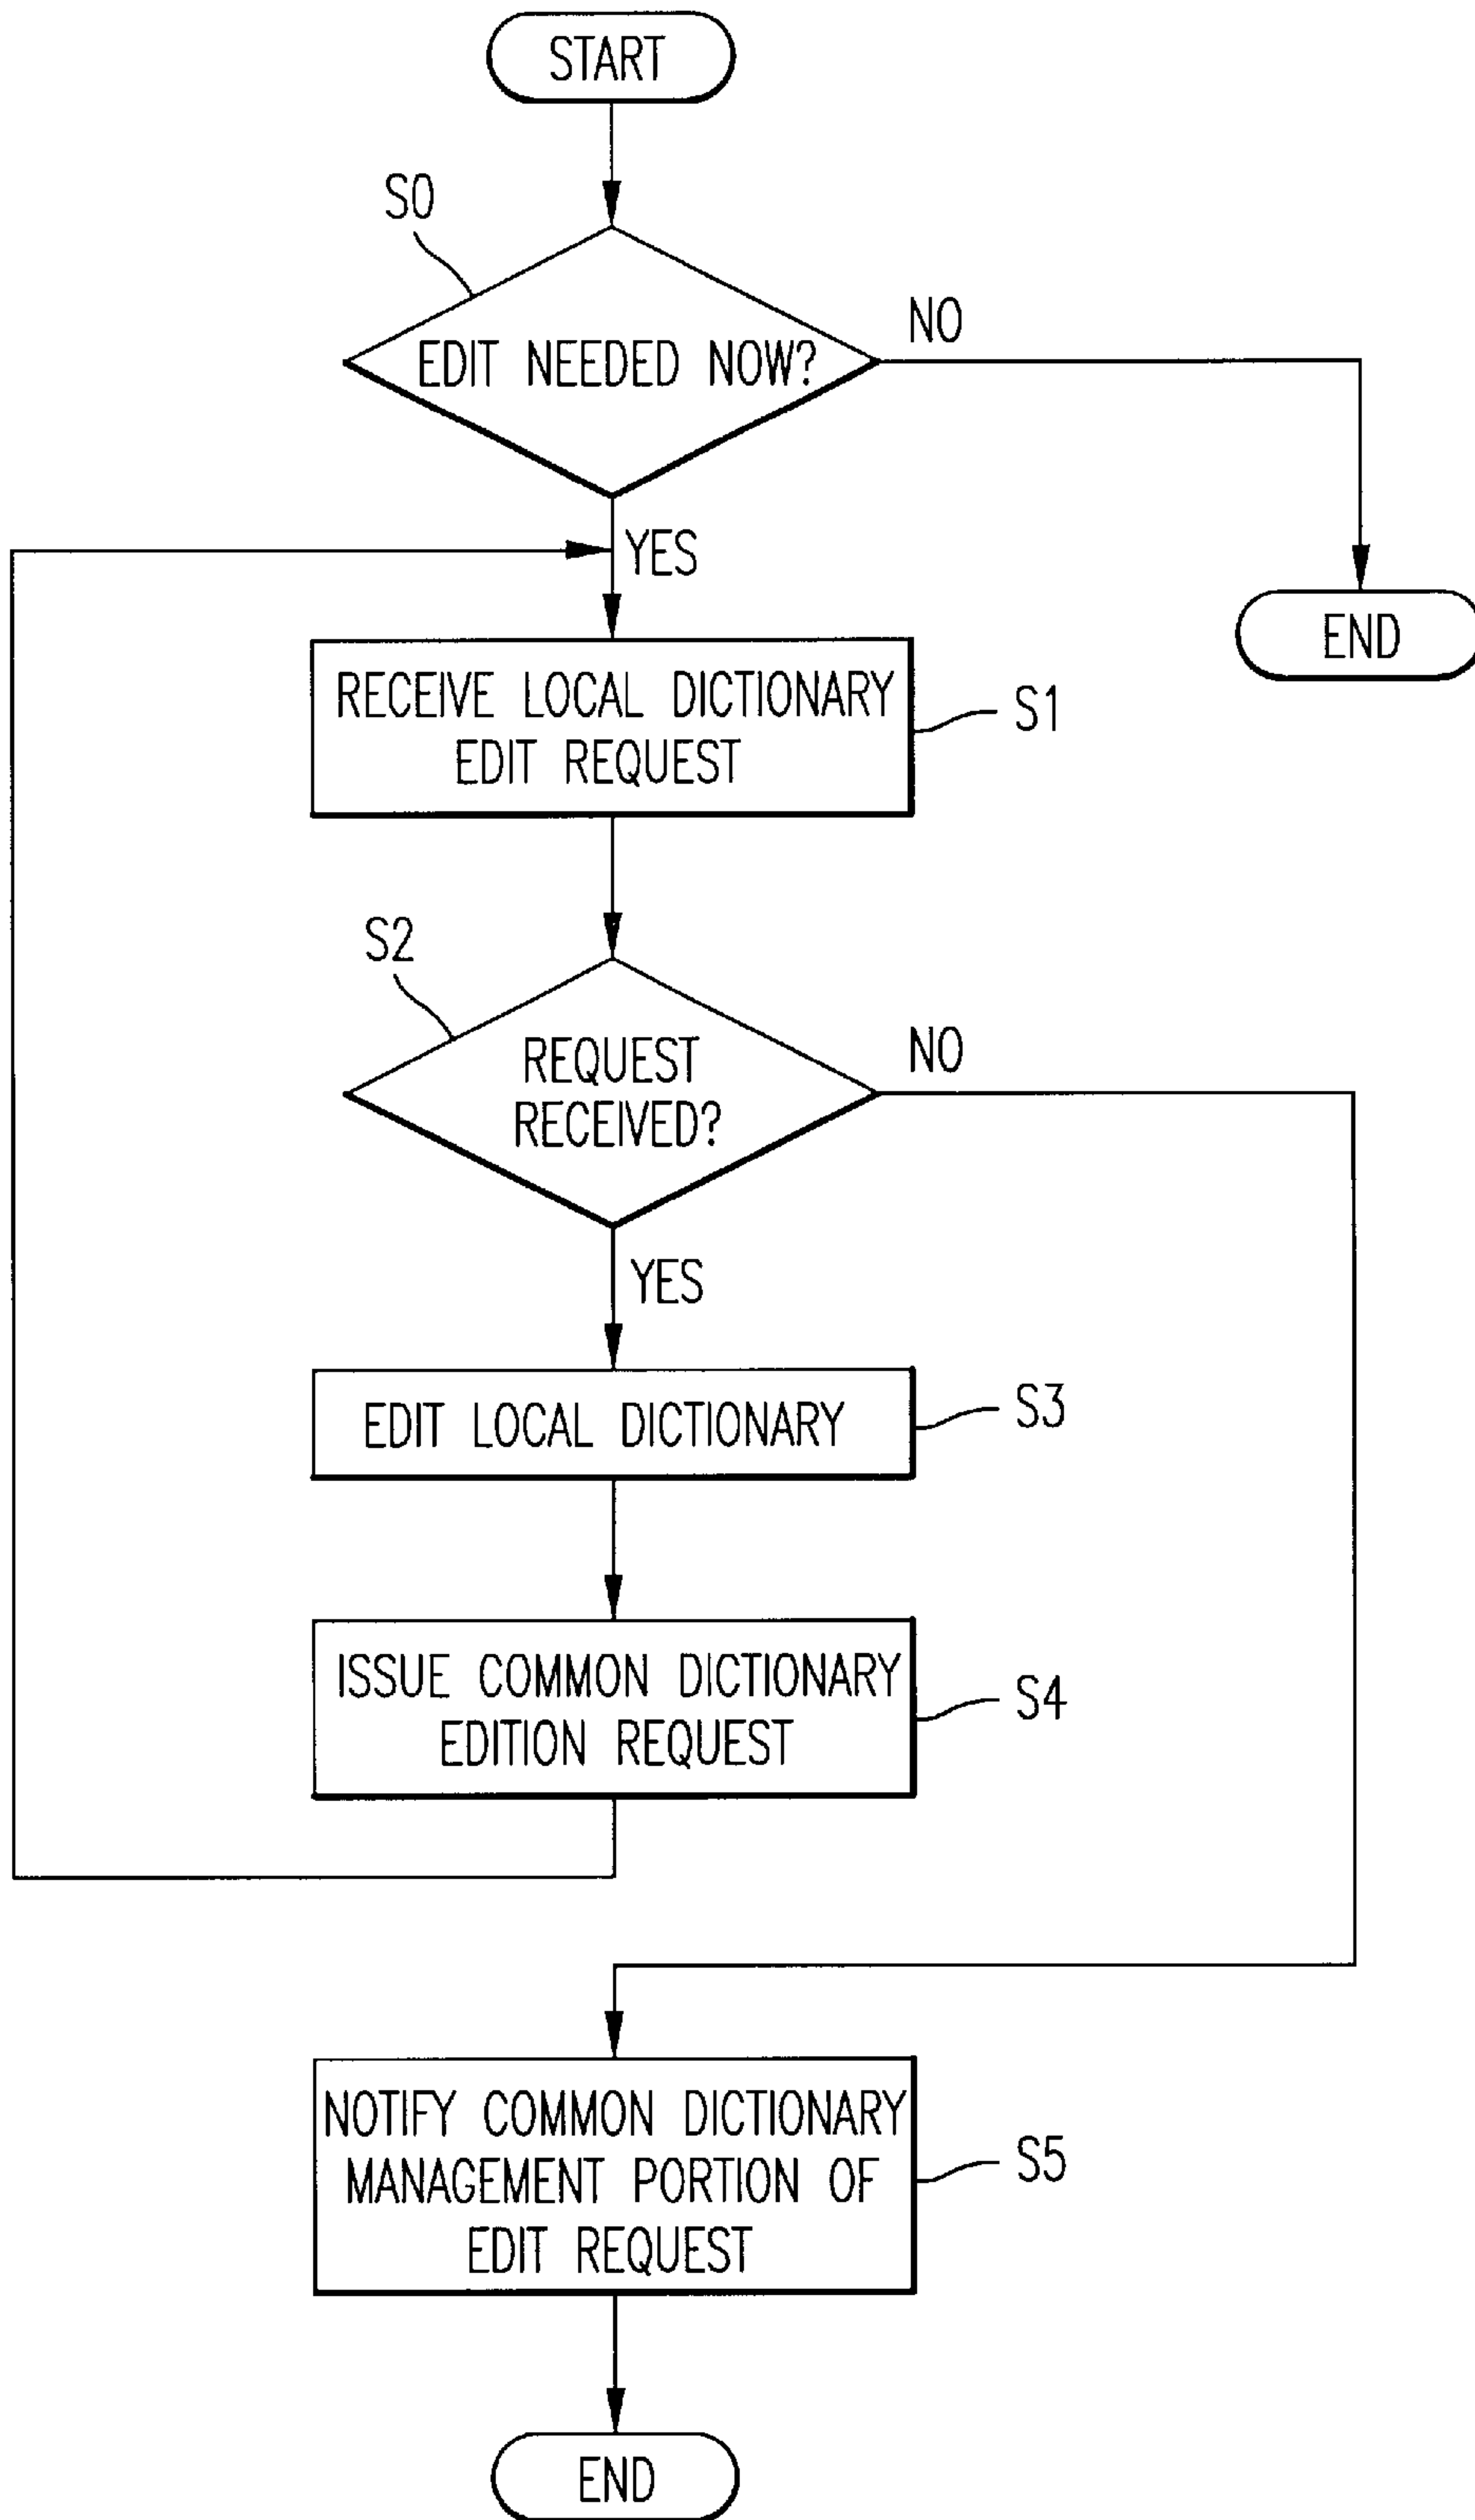 START
S0
EDIT NEEDED NOW?
NO
YES
END
RECEIVE LOCAL DICTIONARY
EDIT REQUEST
S1
S2
REQUEST
RECEIVED?
NO
YES
EDIT LOCAL DICTIONARY
S3
ISSUE COMMON DICTIONARY
EDITION REQUEST
S4
NOTIFY COMMON DICTIONARY
MANAGEMENT PORTION OF
EDIT REQUEST
S5
END